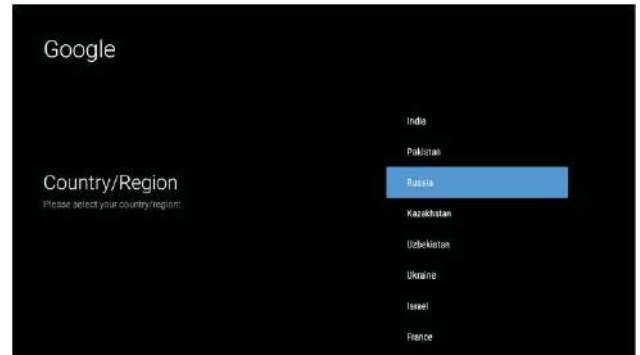 Google
Country/Region
Please select your country/region:
India
Pakistan
Russia
Kazakhstan
Uzbekistan
Ukraine
Israel
France